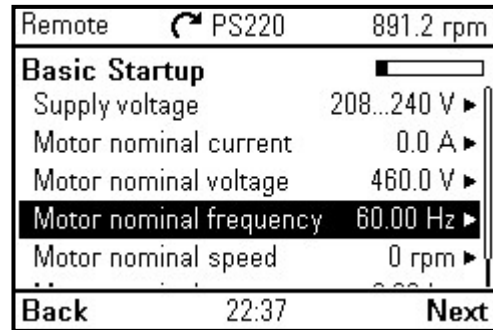 Remote PS220 891.2 rpm
Basic Startup
Supply voltage 208...240 V
Motor nominal current 0.0 A
Motor nominal voltage 460.0 V
Motor nominal frequency 60.00 Hz
Motor nominal speed 0 rpm
Back 22:37 Next